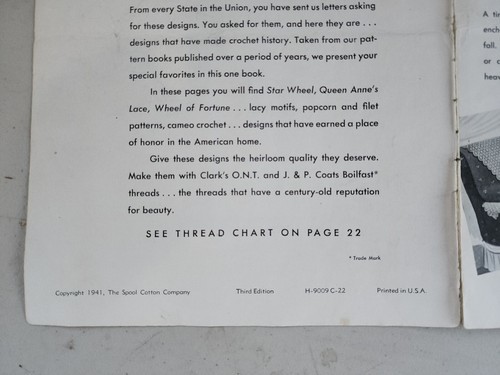 From every State in the Union, you have sent us letters asking
for these designs. You asked for them, and here they are . . .
designs that have made crochet history. Taken from our pat-
tern books published over a period of years, we present your
special favorites in this one book.
In these pages you will find Star Wheel, Queen Anne's
Lace, Wheel of Fortune . . . lacy motifs, popcorn and filet
patterns, cameo crochet . . . designs that have earned a place
of honor in the American home.
Give these designs the heirloom quality they deserve.
Make them with Clark's O.N.T. and J. & P. Coats Boilfast*
threads . . . the threads that have a century-old reputation
for beauty.
SEE THREAD CHART ON PAGE 22
* Trade Mark
Copyright 1941, The Spool Cotton Company Third Edition H-9009 C-22 Printed in U.S.A.
A
fall.
or